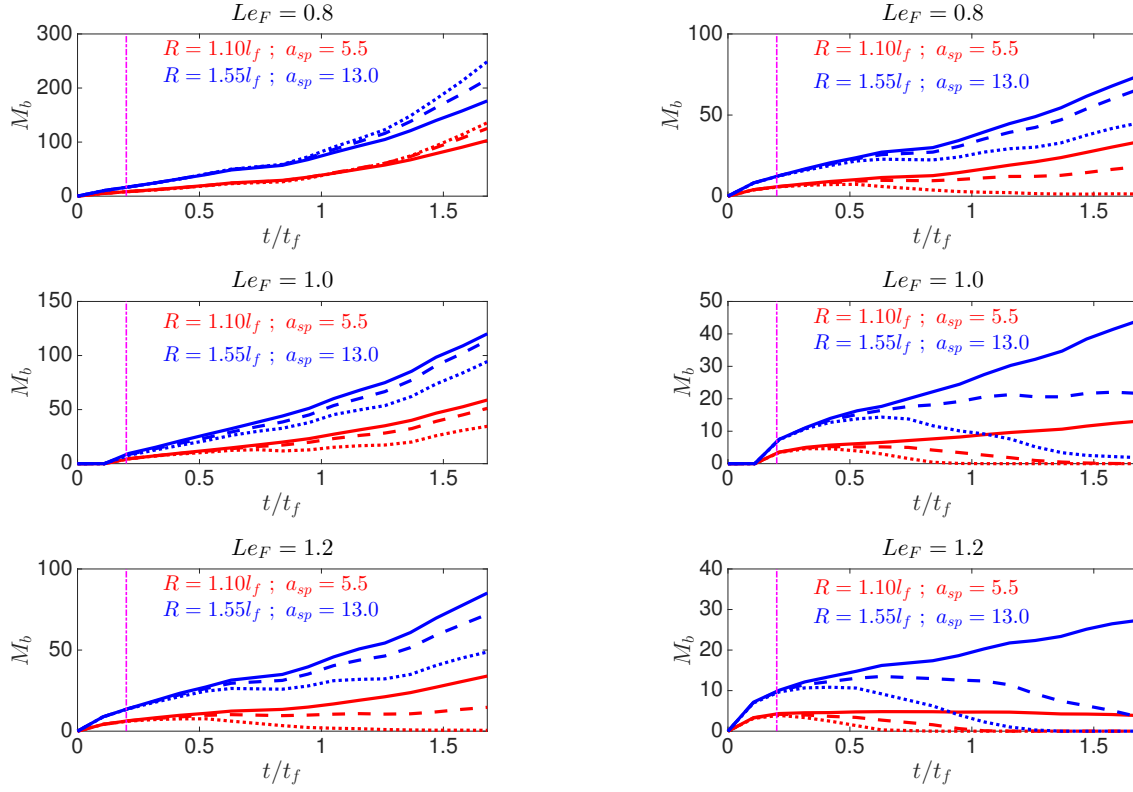 Le_F = 0.8
300
200
100
0
M_b
R = 1.10l_f ; a_sp = 5.5
R = 1.55l_f ; a_sp = 13.0
0 0.5 1 1.5
t/t_f
Le_F = 0.8
100
50
0
M_b
R = 1.10l_f ; a_sp = 5.5
R = 1.55l_f ; a_sp = 13.0
0 0.5 1 1.5
t/t_f
Le_F = 1.0
150
100
50
0
M_b
R = 1.10l_f ; a_sp = 5.5
R = 1.55l_f ; a_sp = 13.0
0 0.5 1 1.5
t/t_f
Le_F = 1.0
50
40
30
20
10
0
M_b
R = 1.10l_f ; a_sp = 5.5
R = 1.55l_f ; a_sp = 13.0
0 0.5 1 1.5
t/t_f
Le_F = 1.2
100
50
0
M_b
R = 1.10l_f ; a_sp = 5.5
R = 1.55l_f ; a_sp = 13.0
0 0.5 1 1.5
t/t_f
Le_F = 1.2
40
30
20
10
0
M_b
R = 1.10l_f ; a_sp = 5.5
R = 1.55l_f ; a_sp = 13.0
0 0.5 1 1.5
t/t_f